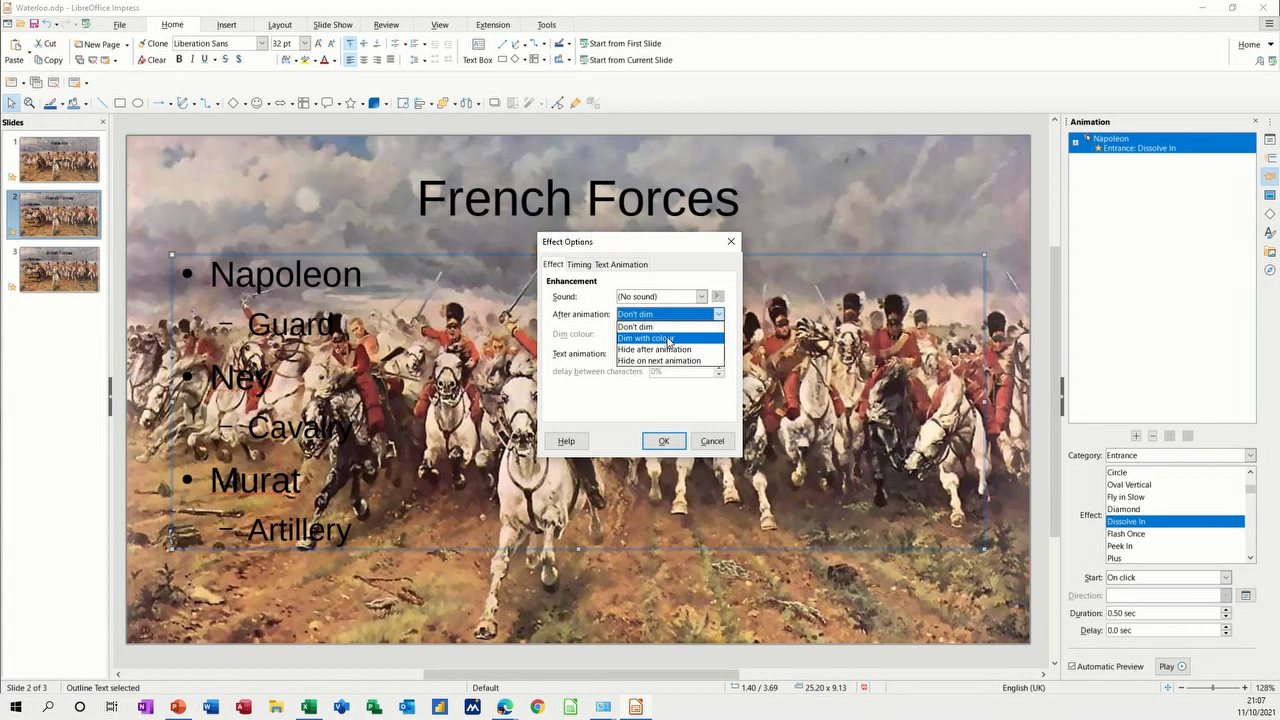 Waterloo.odp - LibreOffice Impress
File
Home
Insert
Layout
Slide Show
Review
View
Extension
Tools
Paste
Cut
Copy
New Page
Clone
Clear
Liberation Sans
32 pt
B I U S S
Text Box
Start from First Slide
Start from Current Slide
Home
Slides
1
2
3
French Forces
• Napoleon
– Guard
• Ney
– Cavalry
• Murat
– Artillery
Effect Options
Effect
Timing
Text Animation
Enhancement
Sound:
(No sound)
After animation:
Don't dim
Don't dim
Dim with colour
Hide after animation
Hide on next animation
Dim colour:
Text animation:
delay between characters
0%
Help
OK
Cancel
Animation
Napoleon
Entrance: Dissolve In
Category:
Entrance
Effect:
Circle
Oval Vertical
Fly in Slow
Diamond
Dissolve In
Flash Once
Peek In
Plus
Start:
On click
Direction:
Duration:
0.50 sec
Delay:
0.0 sec
Automatic Preview
Play
Slide 2 of 3
Outline Text selected
Default
1.40 / 3.69
25.20 x 9.13
English (UK)
128%
21:07
11/10/2021